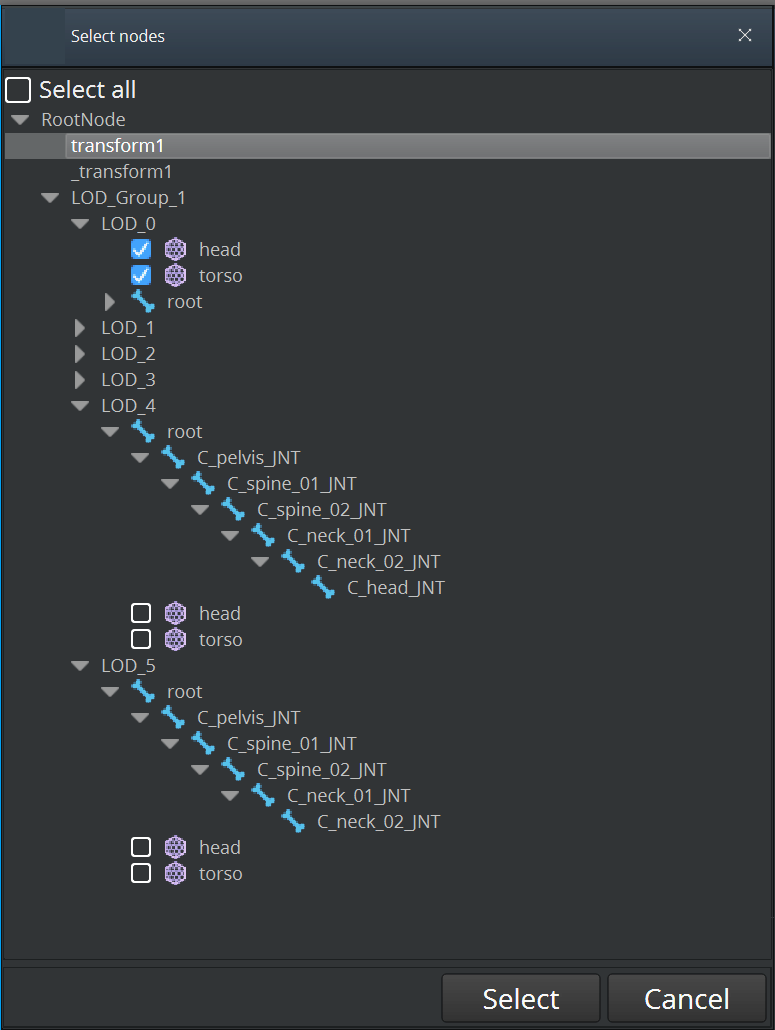 Select nodes
Select all
RootNode
transform1
_transform1
LOD_Group_1
LOD_0
head
torso
root
LOD_1
LOD_2
LOD_3
LOD_4
root
C_pelvis_JNT
C_spine_01_JNT
C_spine_02_JNT
C_neck_01_JNT
C_neck_02_JNT
C_head_JNT
head
torso
LOD_5
root
C_pelvis_JNT
C_spine_01_JNT
C_spine_02_JNT
C_neck_01_JNT
C_neck_02_JNT
head
torso
Select Cancel